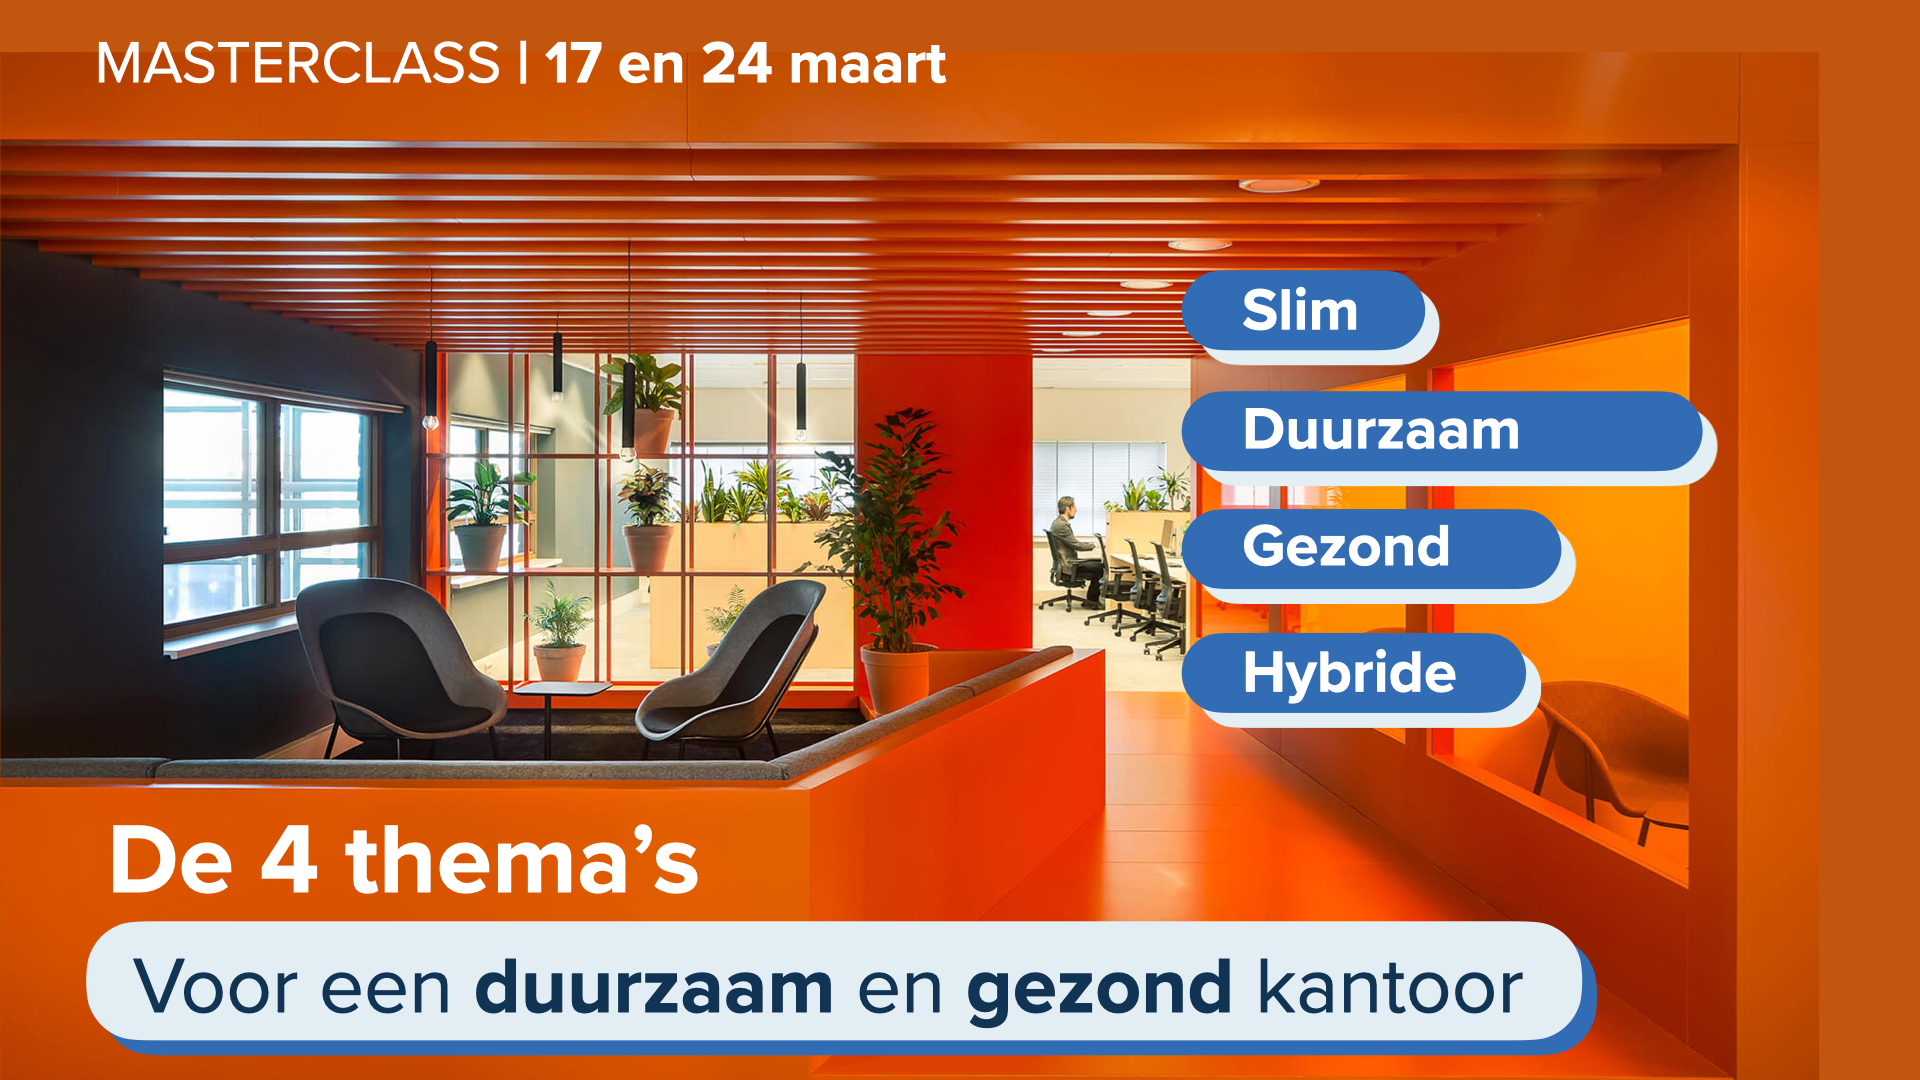 MASTERCLASS | 17 en 24 maart
Slim
Duurzaam
Gezond
Hybride
De 4 thema’s
Voor een duurzaam en gezond kantoor